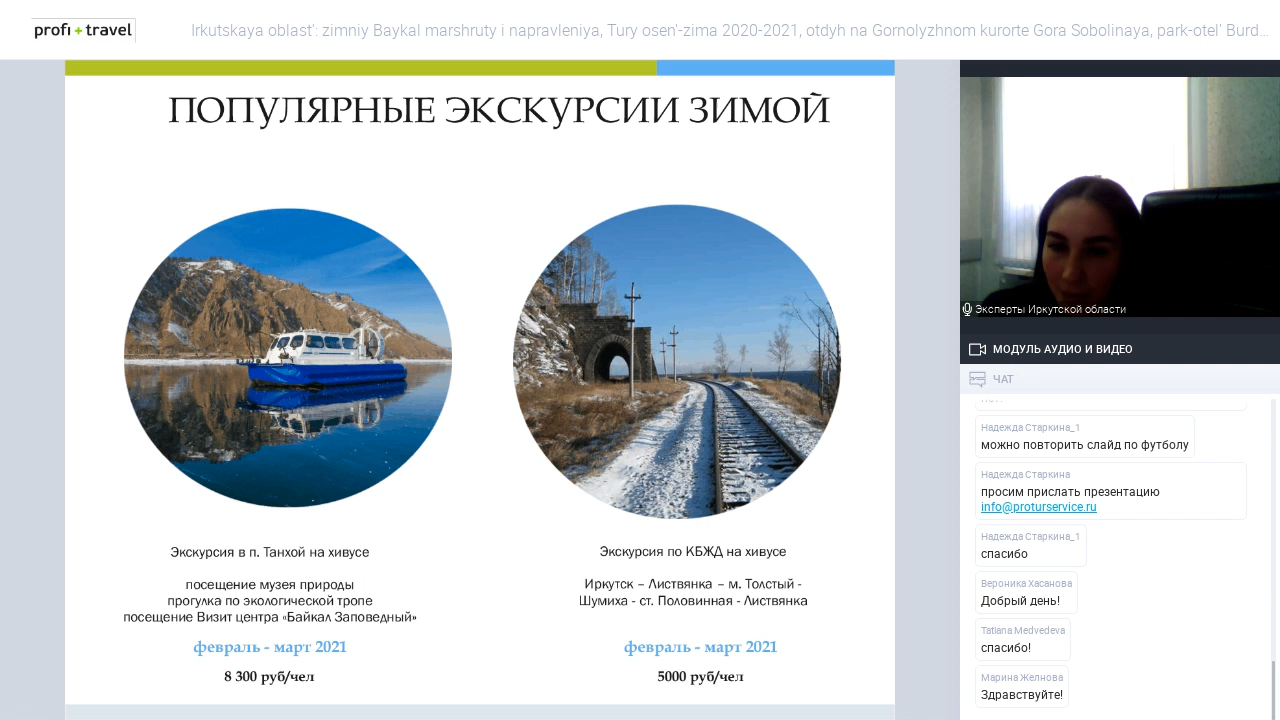 profi + travel
Irkutskaya oblast': zimniy Baykal marshruty i napravleniya, Tury osen'-zima 2020-2021, otdyh na Gornolyzhnom kurorte Gora Sobolinaya, park-otel' Burd...
ПОПУЛЯРНЫЕ ЭКСКУРСИИ ЗИМОЙ
Экскурсия в п. Танхой на хивусе
посещение музея природы
прогулка по экологической тропе
посещение Визит центра «Байкал Заповедный»
февраль - март 2021
8 300 руб/чел
Экскурсия по КБЖД на хивусе
Иркутск – Листвянка – м. Толстый -
Шумиха - ст. Половинная - Листвянка
февраль - март 2021
5000 руб/чел
Эксперты Иркутской области
МОДУЛЬ АУДИО И ВИДЕО
ЧАТ
Надежда Старкина_1
можно повторить слайд по футболу
Надежда Старкина
просим прислать презентацию
info@proturservice.ru
Надежда Старкина_1
спасибо
Вероника Хасанова
Добрый день!
Tatiana Medvedeva
спасибо!
Марина Желнова
Здравствуйте!